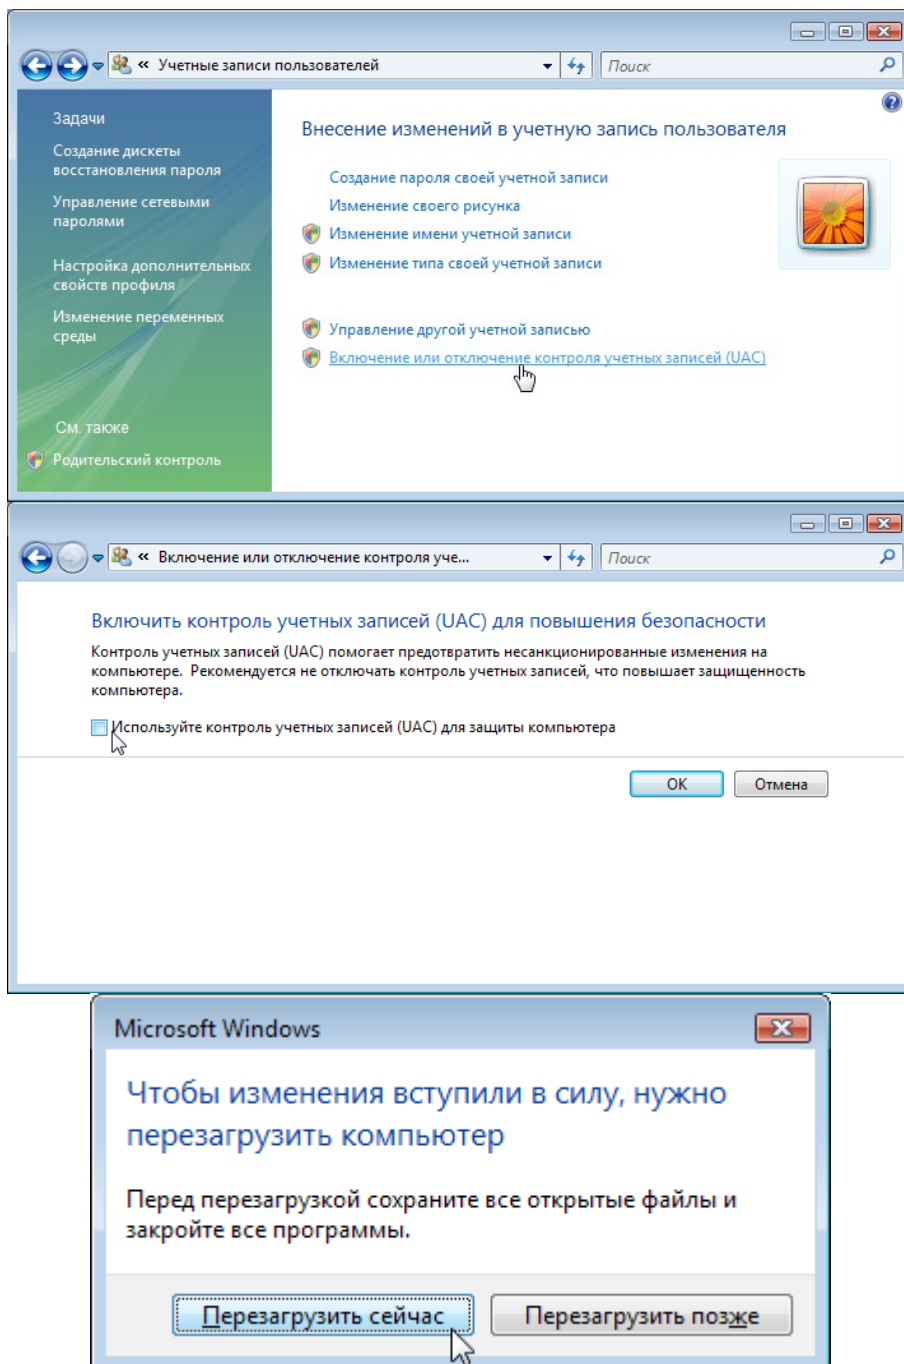 « Учетные записи пользователей
Поиск
Задачи
Создание дискеты
восстановления пароля
Управление сетевыми
паролями
Настройка дополнительных
свойств профиля
Изменение переменных
среды
См. также
Родительский контроль
Внесение изменений в учетную запись пользователя
Создание пароля своей учетной записи
Изменение своего рисунка
Изменение имени учетной записи
Изменение типа своей учетной записи
Управление другой учетной записью
Включение или отключение контроля учетных записей (UAC)
« Включение или отключение контроля уче...
Поиск
Включить контроль учетных записей (UAC) для повышения безопасности
Контроль учетных записей (UAC) помогает предотвратить несанкционированные изменения на
компьютере. Рекомендуется не отключать контроль учетных записей, что повышает защищенность
компьютера.
Используйте контроль учетных записей (UAC) для защиты компьютера
ОК
Отмена
Microsoft Windows
Чтобы изменения вступили в силу, нужно
перезагрузить компьютер
Перед перезагрузкой сохраните все открытые файлы и
закройте все программы.
Перезагрузить сейчас
Перезагрузить позже